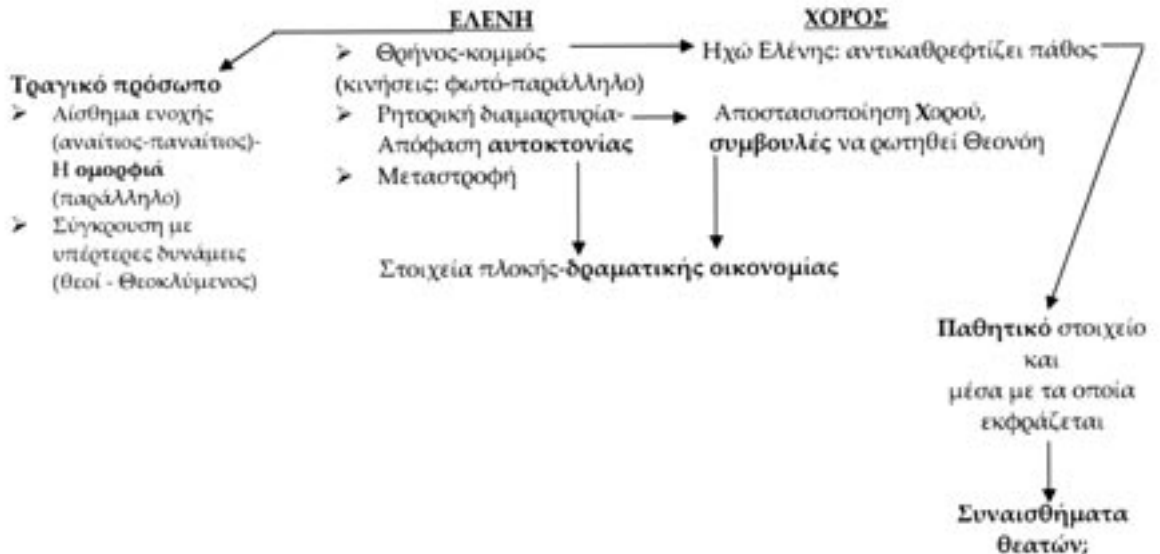 ΕΛΕΝΗ
ΧΟΡΟΣ
➢ Θρήνος-κομμός
(κινήσεις: φωτό-παράλληλο)
➢ Ρητορική διαμαρτυρία-
Απόφαση αυτοκτονίας
➢ Μεταστροφή
Ηχώ Ελένης: αντικαθρεφτίζει πάθος
Αποστασιοποίηση Χορού,
συμβουλές να ρωτηθεί Θεονόη
Τραγικό πρόσωπο
➢ Αίσθημα ενοχής
(αναίτιος-παναίτιος)-
Η ομορφιά
(παράλληλο)
➢ Σύγκρουση με
υπέρτερες δυνάμεις
(θεοί - Θεοκλύμενος)
Στοιχεία πλοκής-δραματικής οικονομίας
Παθητικό στοιχείο
και
μέσα με τα οποία
εκφράζεται
Συναισθήματα
θεατών;